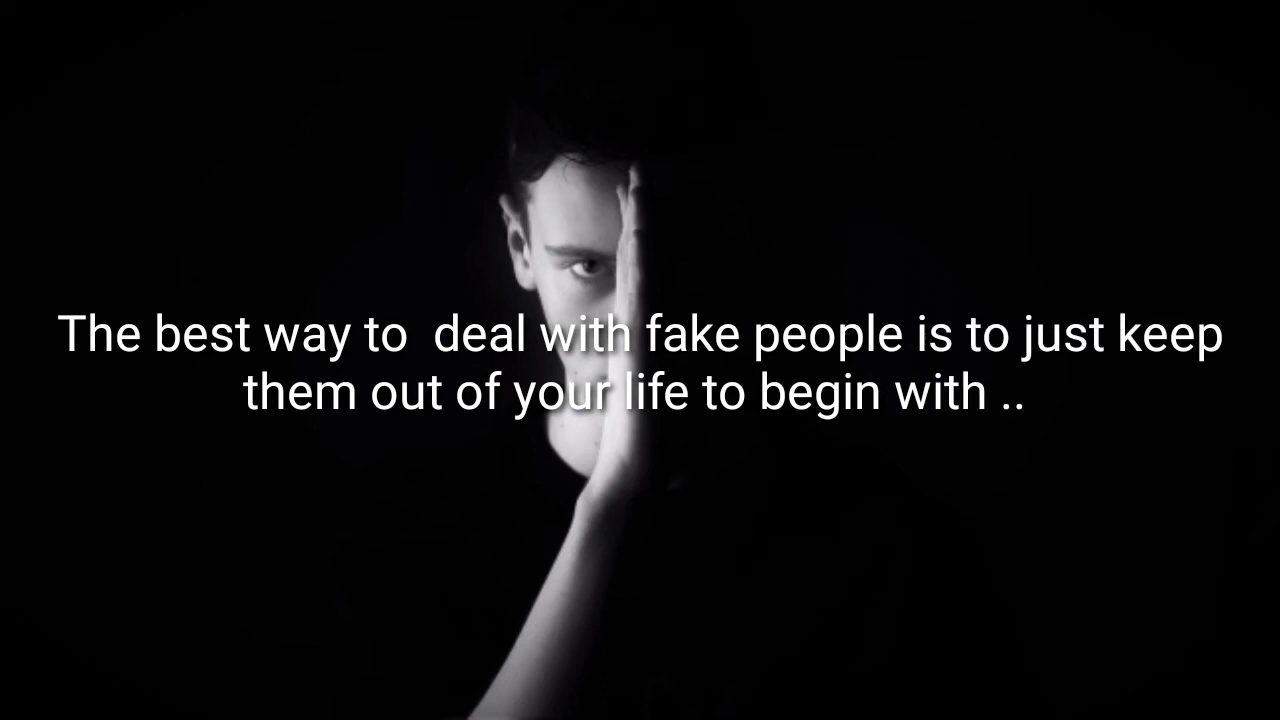 The best way to  deal with fake people is to just keep
them out of your life to begin with ..